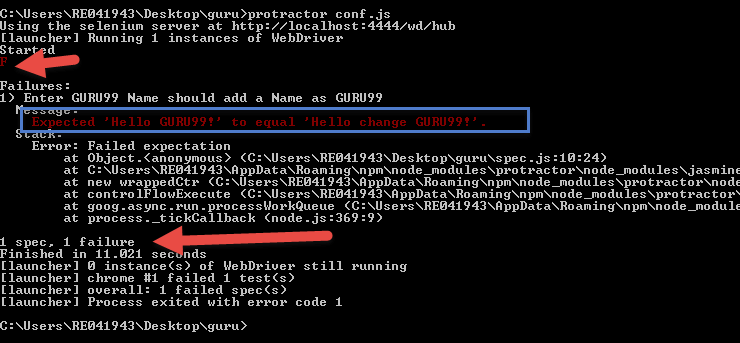 C:\Users\RE041943\Desktop\guru>protractor conf.js
Using the selenium server at http://localhost:4444/wd/hub
[launcher] Running 1 instances of WebDriver
Started
F
Failures:
1) Enter GURU99 Name should add a Name as GURU99
Message:
Expected 'Hello GURU99!' to equal 'Hello change GURU99!'.
Stack:
Error: Failed expectation
at Object.<anonymous> (C:\Users\RE041943\Desktop\guru\spec.js:10:24)
at C:\Users\RE041943\AppData\Roaming\npm\node_modules\protractor\node_modules\jasmine
at new wrappedCtr (C:\Users\RE041943\AppData\Roaming\npm\node_modules\protractor\no
at controlFlowExecute (C:\Users\RE041943\AppData\Roaming\npm\node_modules\protracto
at goog.async.run.processWorkQueue (C:\Users\RE041943\AppData\Roaming\npm\node_modu
at process._tickCallback (node.js:369:9)
1 spec, 1 failure
Finished in 11.021 seconds
[launcher] 0 instance(s) of WebDriver still running
[launcher] chrome #1 failed 1 test(s)
[launcher] overall: 1 failed spec(s)
[launcher] Process exited with error code 1
C:\Users\RE041943\Desktop\guru>